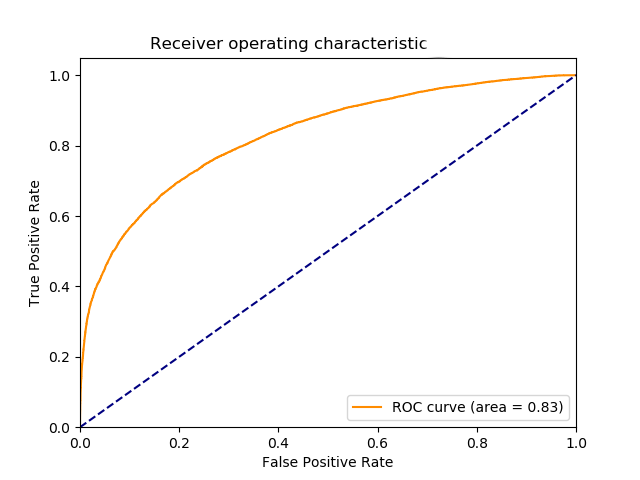 Receiver operating characteristic
1.0
0.8
0.6
0.4
0.2
0.0
True Positive Rate
ROC curve (area = 0.83)
0.0 0.2 0.4 0.6 0.8 1.0
False Positive Rate